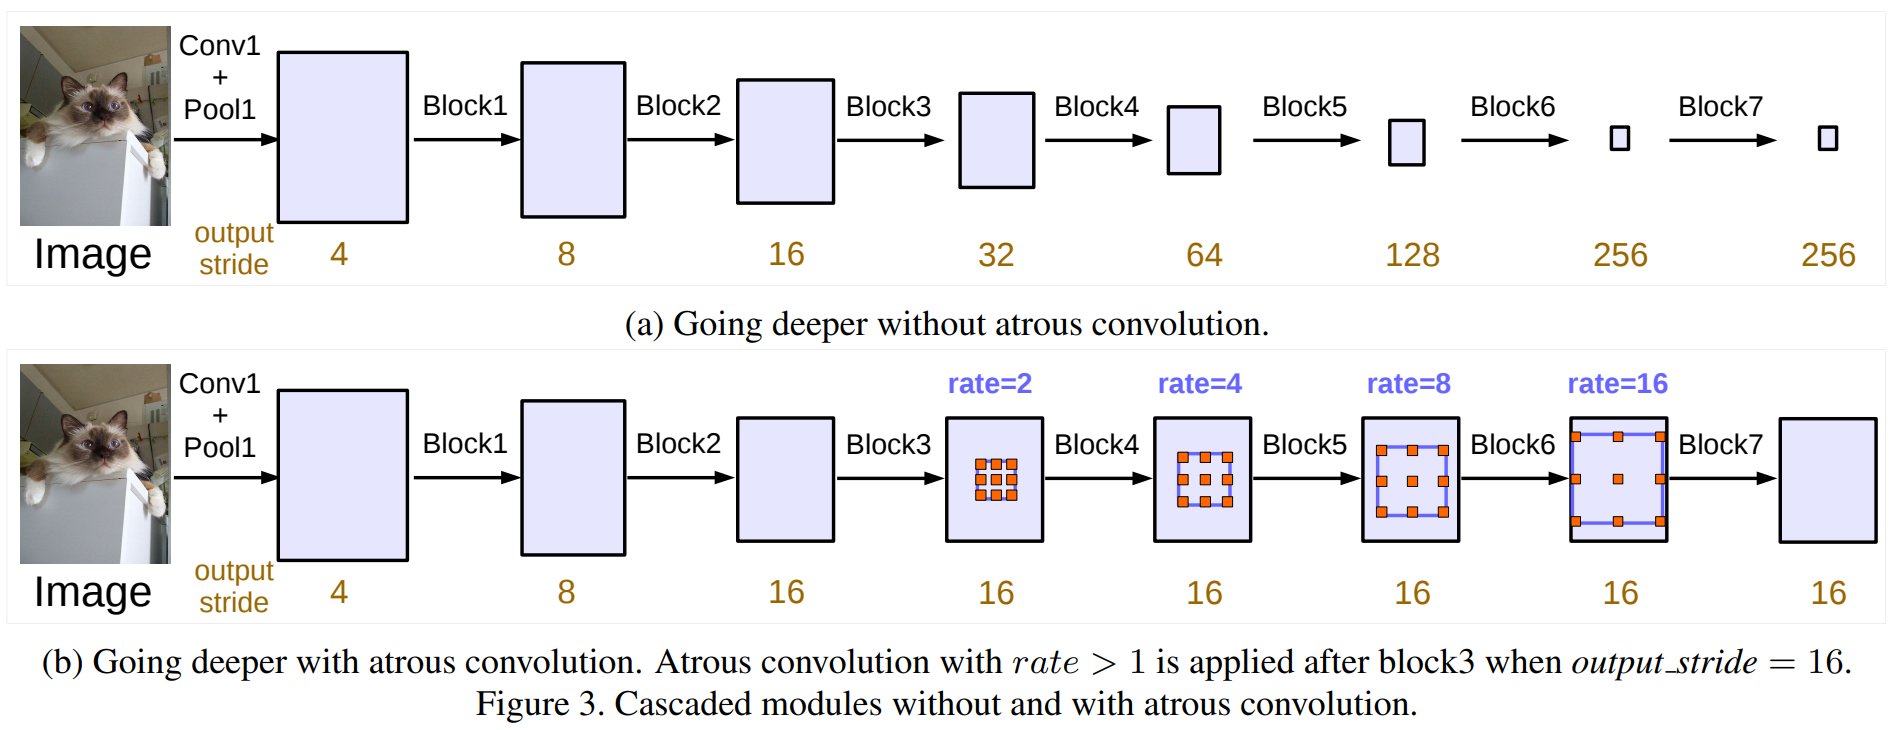 Conv1
+
Pool1
Block1
Block2
Block3
Block4
Block5
Block6
Block7
Image
output
stride
4
8
16
32
64
128
256
256
(a) Going deeper without atrous convolution.
Conv1
+
Pool1
Block1
Block2
Block3
rate=2
Block4
rate=4
Block5
rate=8
Block6
rate=16
Block7
Image
output
stride
4
8
16
16
16
16
16
16
(b) Going deeper with atrous convolution. Atrous convolution with rate > 1 is applied after block3 when output_stride = 16.
Figure 3. Cascaded modules without and with atrous convolution.